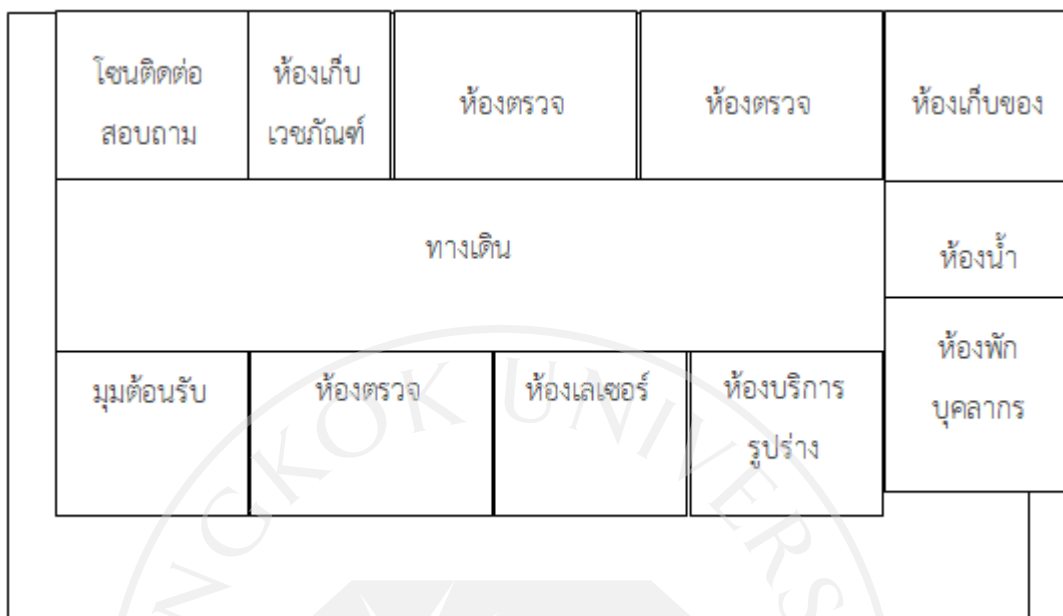 โซนติดต่อ
สอบถาม
ห้องเก็บ
เวชภัณฑ์
ห้องตรวจ
ห้องตรวจ
ห้องเก็บของ
ทางเดิน
ห้องน้ำ
ห้องพัก
บุคลากร
มุมต้อนรับ
ห้องตรวจ
ห้องเลเซอร์
ห้องบริการ
รูปร่าง
NGKOK UNIVERS